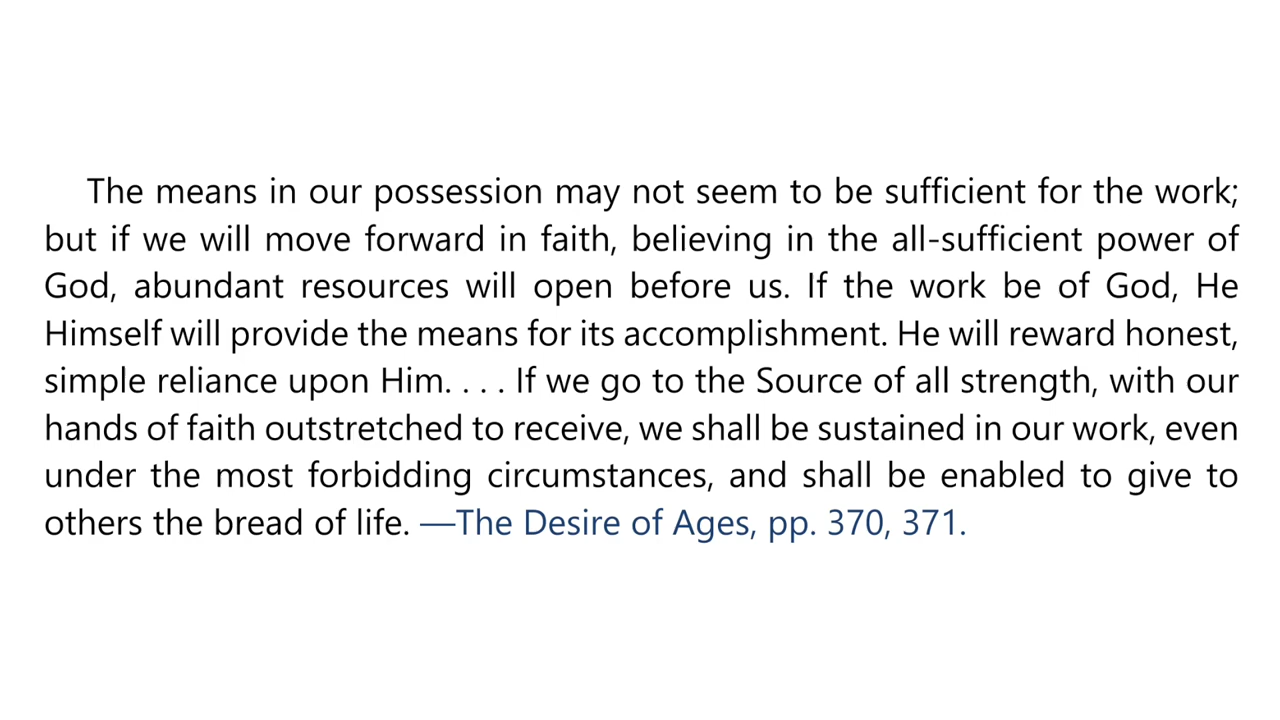 The means in our possession may not seem to be sufficient for the work;
but if we will move forward in faith, believing in the all-sufficient power of
God, abundant resources will open before us. If the work be of God, He
Himself will provide the means for its accomplishment. He will reward honest,
simple reliance upon Him. . . . If we go to the Source of all strength, with our
hands of faith outstretched to receive, we shall be sustained in our work, even
under the most forbidding circumstances, and shall be enabled to give to
others the bread of life. —The Desire of Ages, pp. 370, 371.